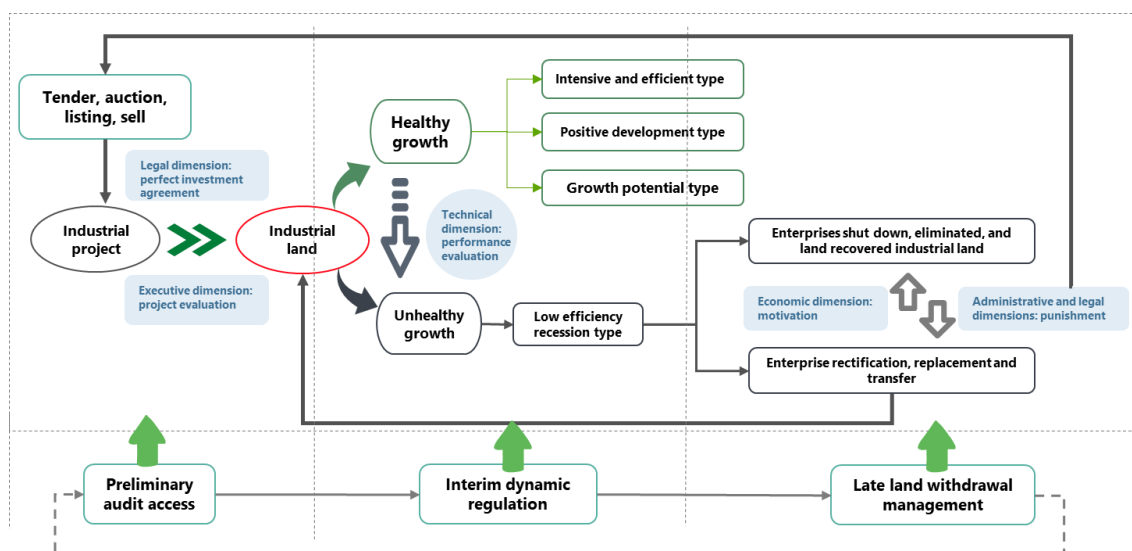 Tender, auction,
listing, sell
Legal dimension:
perfect investment
agreement
Industrial
project
Executive dimension:
project evaluation
Industrial
land
Healthy
growth
Technical
dimension:
performance
evaluation
Unhealthy
growth
Intensive and efficient type
Positive development type
Growth potential type
Low efficiency
recession type
Enterprises shut down, eliminated, and
land recovered industrial land
Economic dimension:
motivation
Administrative and legal
dimensions: punishment
Enterprise rectification, replacement and
transfer
Preliminary
audit access
Interim dynamic
regulation
Late land withdrawal
management